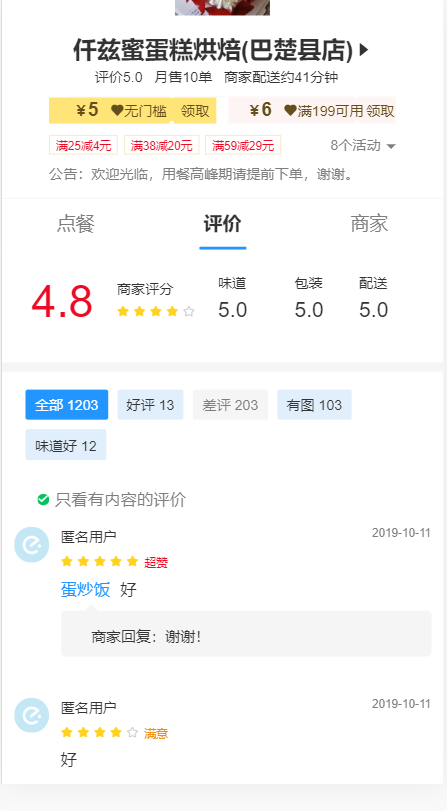 仟兹蜜蛋糕烘焙(巴楚县店)
评价5.0 月售10单 商家配送约41分钟
¥5 无门槛 领取 ¥6 满199可用 领取
满25减4元 满38减20元 满59减29元 8个活动
公告：欢迎光临，用餐高峰期请提前下单，谢谢。
点餐 评价 商家
4.8 商家评分 味道 5.0 包装 5.0 配送 5.0
全部 1203 好评 13 差评 203 有图 103
味道好 12
只看有内容的评价
匿名用户 2019-10-11
超赞
蛋炒饭 好
商家回复：谢谢!
匿名用户 2019-10-11
满意
好